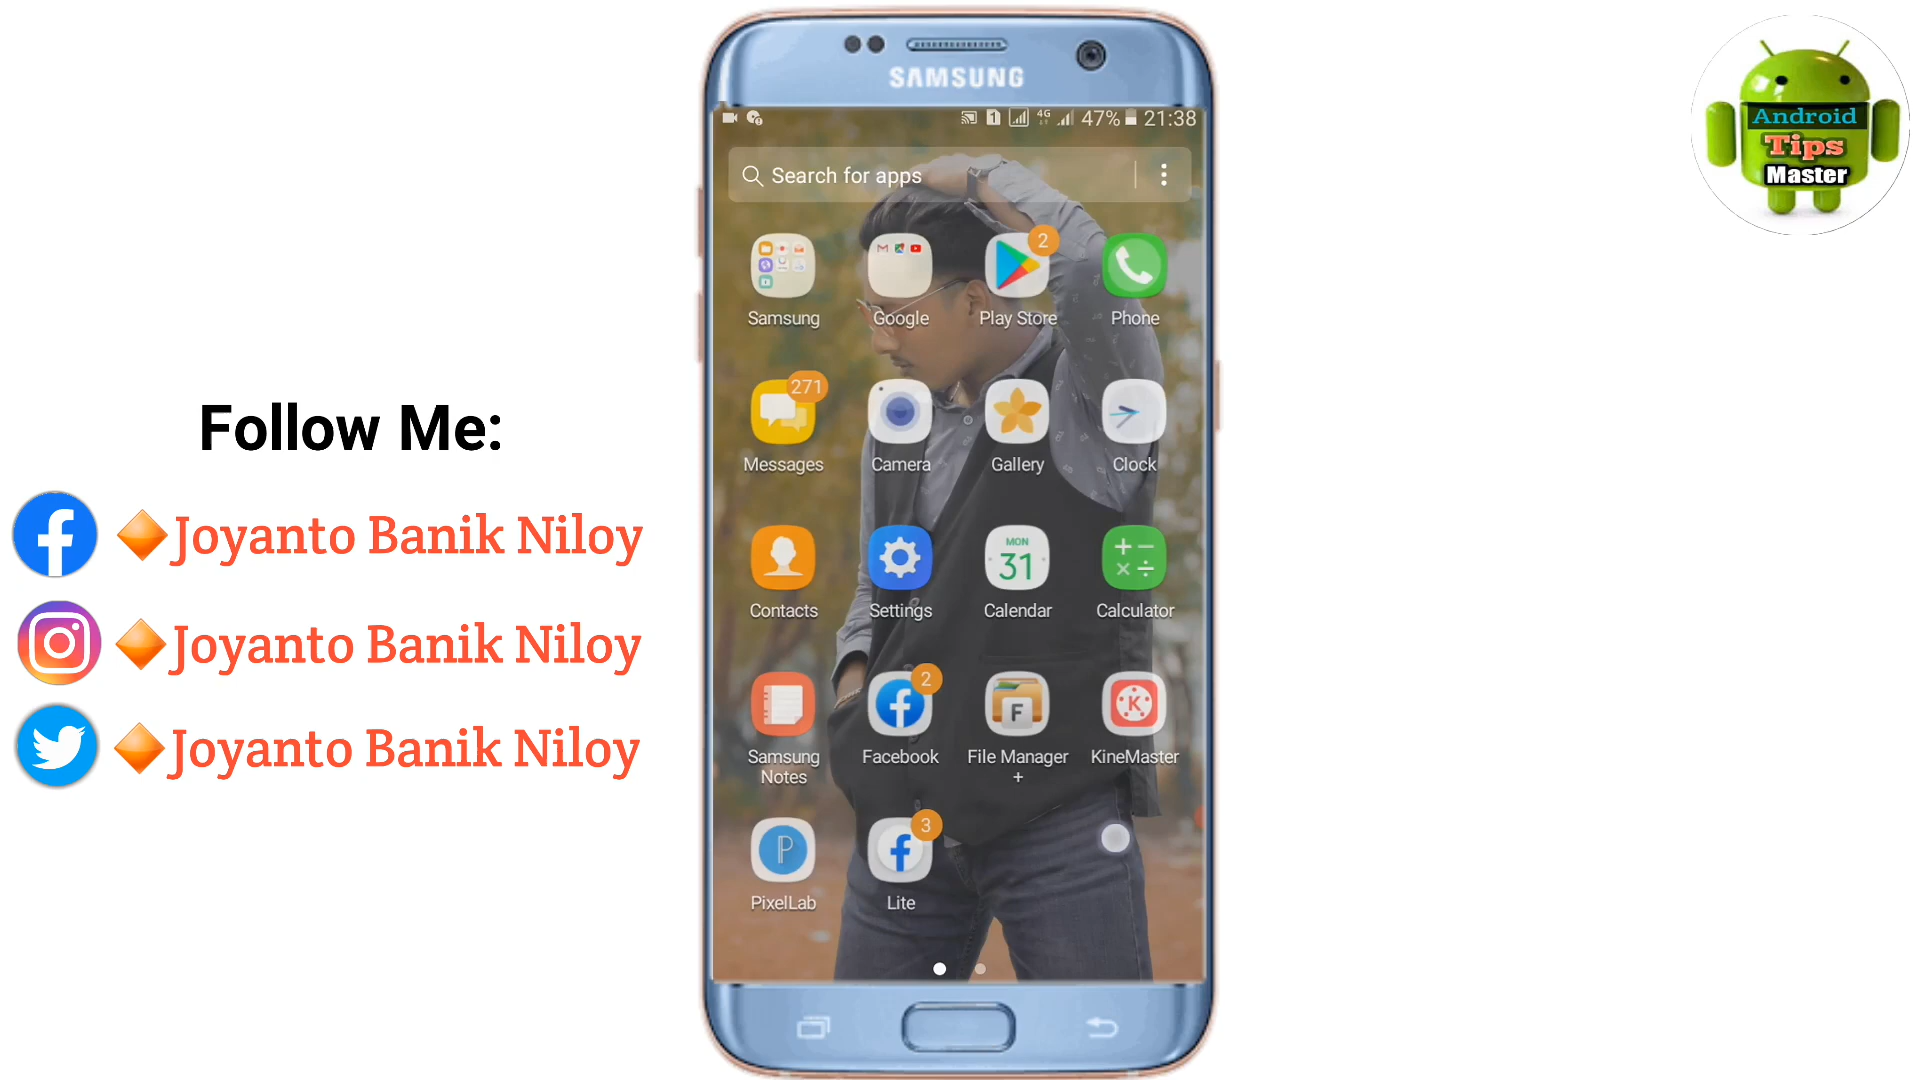 SAMSUNG
1 4G 47% 21:38
Search for apps
2
Samsung Google Play Store Phone
271
Messages Camera Gallery Clock
MON
31
Contacts Settings Calendar Calculator
2
F K
Samsung Notes Facebook File Manager + KineMaster
3
P
PixelLab Lite
Follow Me:
Joyanto Banik Niloy
Joyanto Banik Niloy
Joyanto Banik Niloy
Android
Tips
Master